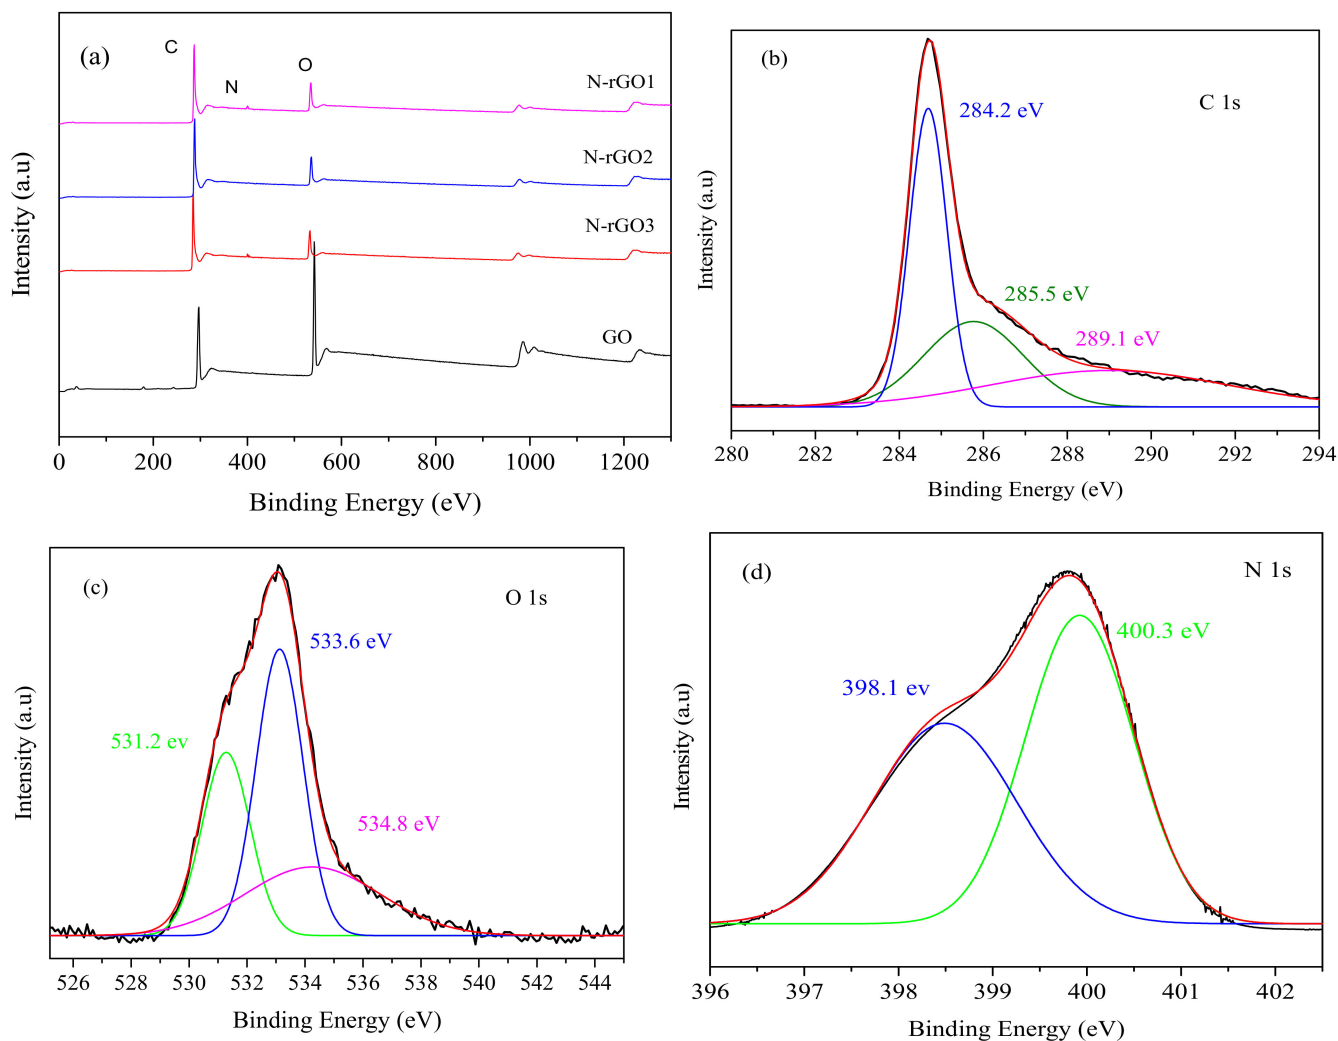 (a)
C
N
O
N-rGO1
N-rGO2
N-rGO3
GO
Intensity (a.u)
0 200 400 600 800 1000 1200
Binding Energy (eV)
(b)
C 1s
284.2 eV
285.5 eV
289.1 eV
Intensity (a.u)
280 282 284 286 288 290 292 294
Binding Energy (eV)
(c)
O 1s
533.6 eV
531.2 ev
534.8 eV
Intensity (a.u)
526 528 530 532 534 536 538 540 542 544
Binding Energy (eV)
(d)
N 1s
400.3 eV
398.1 ev
Intensity (a.u)
396 397 398 399 400 401 402
Binding Energy (eV)